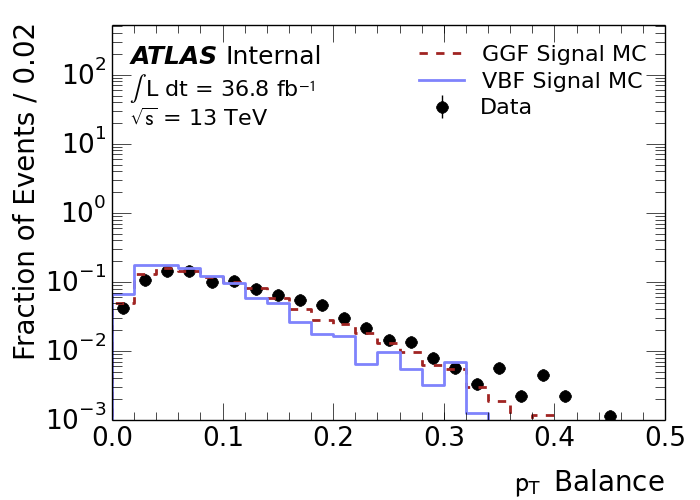 ATLAS Internal
∫L dt = 36.8 fb⁻¹
√s = 13 TeV
GGF Signal MC
VBF Signal MC
Data
Fraction of Events / 0.02
10²
10¹
10⁰
10⁻¹
10⁻²
10⁻³
0.0 0.1 0.2 0.3 0.4 0.5
p_T Balance